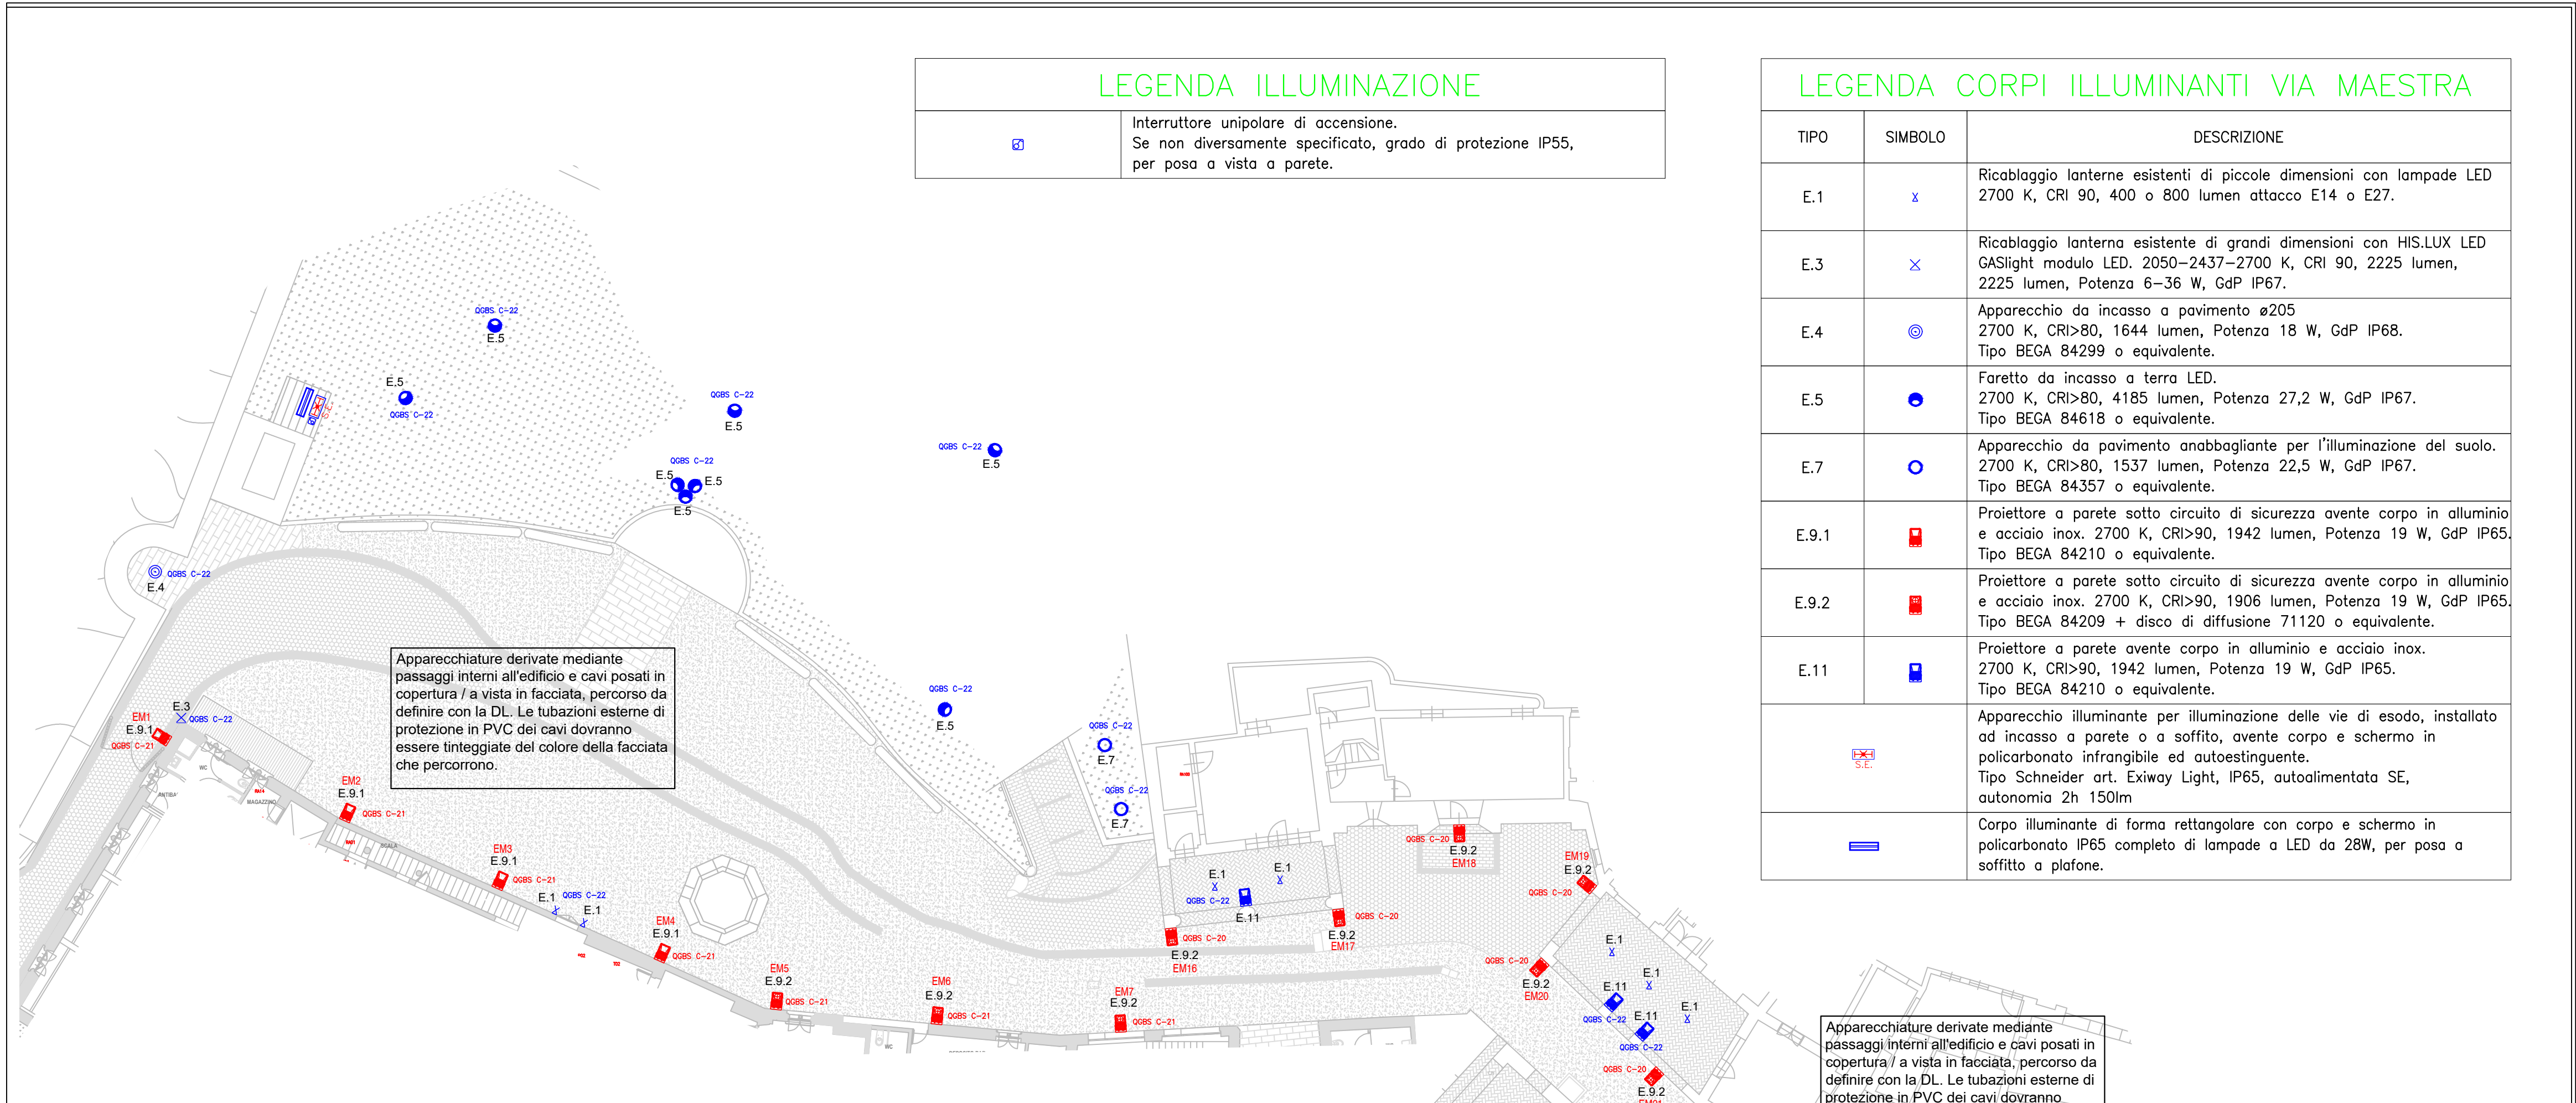 LEGENDA ILLUMINAZIONE
Interruttore unipolare di accensione.
Se non diversamente specificato, grado di protezione IP55,
per posa a vista a parete.
LEGENDA CORPI ILLUMINANTI VIA MAESTRA
TIPO SIMBOLO DESCRIZIONE
E.1
Ricablaggio lanterne esistenti di piccole dimensioni con lampade LED
2700 K, CRI 90, 400 o 800 lumen attacco E14 o E27.
E.3
Ricablaggio lanterna esistente di grandi dimensioni con HIS.LUX LED
GASlight modulo LED. 2050-2437-2700 K, CRI 90, 2225 lumen,
2225 lumen, Potenza 6-36 W, GdP IP67.
E.4
Apparecchio da incasso a pavimento ø205
2700 K, CRI>80, 1644 lumen, Potenza 18 W, GdP IP68.
Tipo BEGA 84299 o equivalente.
E.5
Faretto da incasso a terra LED.
2700 K, CRI>80, 4185 lumen, Potenza 27,2 W, GdP IP67.
Tipo BEGA 84618 o equivalente.
E.7
Apparecchio da pavimento anabbagliante per l'illuminazione del suolo.
2700 K, CRI>80, 1537 lumen, Potenza 22,5 W, GdP IP67.
Tipo BEGA 84357 o equivalente.
E.9.1
Proiettore a parete sotto circuito di sicurezza avente corpo in alluminio
e acciaio inox. 2700 K, CRI>90, 1942 lumen, Potenza 19 W, GdP IP65.
Tipo BEGA 84210 o equivalente.
E.9.2
Proiettore a parete sotto circuito di sicurezza avente corpo in alluminio
e acciaio inox. 2700 K, CRI>90, 1906 lumen, Potenza 19 W, GdP IP65.
Tipo BEGA 84209 + disco di diffusione 71120 o equivalente.
E.11
Proiettore a parete avente corpo in alluminio e acciaio inox.
2700 K, CRI>90, 1942 lumen, Potenza 19 W, GdP IP65.
Tipo BEGA 84210 o equivalente.
S.E.
Apparecchio illuminante per illuminazione delle vie di esodo, installato
ad incasso a parete o a soffito, avente corpo e schermo in
policarbonato infrangibile ed autoestinguente.
Tipo Schneider art. Exiway Light, IP65, autoalimentata SE,
autonomia 2h 150lm
Corpo illuminante di forma rettangolare con corpo e schermo in
policarbonato IP65 completo di lampade a LED da 28W, per posa a
soffitto a plafone.
QGBS C-22
E.5
E.5
QGBS C-22
S.E.
QGBS C-22
E.5
QGBS C-22
E.5
QGBS C-22
E.5
E.5
E.5
QGBS C-22
E.4
Apparecchiature derivate mediante
passaggi interni all'edificio e cavi posati in
copertura / a vista in facciata, percorso da
definire con la DL. Le tubazioni esterne di
protezione in PVC dei cavi dovranno
essere tinteggiate del colore della facciata
che percorrono.
E.3
QGBS C-22
EM1
E.9.1
QGBS C-21
WC
ANTIBA
MAGAZZINO
EM2
E.9.1
QGBS C-21
SCALA
EM3
E.9.1
QGBS C-21
E.1
QGBS C-22
E.1
EM4
E.9.1
QGBS C-21
EM5
E.9.2
QGBS C-21
EM6
E.9.2
QGBS C-21
WC
EM7
E.9.2
QGBS C-21
QGBS C-22
E.5
QGBS C-22
E.7
QGBS C-22
E.7
E.1
E.1
QGBS C-22
E.11
QGBS C-20
E.9.2
EM16
QGBS C-20
E.9.2
EM17
QGBS C-20
E.9.2
EM18
EM19
E.9.2
QGBS C-20
QGBS C-20
E.9.2
EM20
E.1
E.1
E.1
E.11
QGBS C-22
E.11
QGBS C-22
QGBS C-20
E.9.2
EM21
Apparecchiature derivate mediante
passaggi interni all'edificio e cavi posati in
copertura / a vista in facciata, percorso da
definire con la DL. Le tubazioni esterne di
protezione in PVC dei cavi dovranno